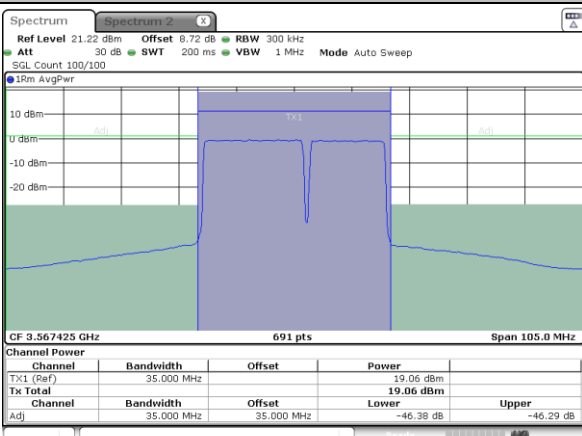 Spectrum Spectrum 2 X
Ref Level 21.22 dBm Offset 8.72 dB RBW 300 kHz
Att 30 dB SWT 200 ms VBW 1 MHz Mode Auto Sweep
SGL Count 100/100
1Rm AvgPwr
10 dBm
TX1
Adj Adj
0 dBm
-10 dBm
-20 dBm
CF 3.567425 GHz 691 pts Span 105.0 MHz
Channel Power
Channel Bandwidth Offset Power
TX1 (Ref) 35.000 MHz 19.06 dBm
Tx Total 19.06 dBm
Channel Bandwidth Offset Lower Upper
Adj 35.000 MHz 35.000 MHz -46.38 dB -46.29 dB